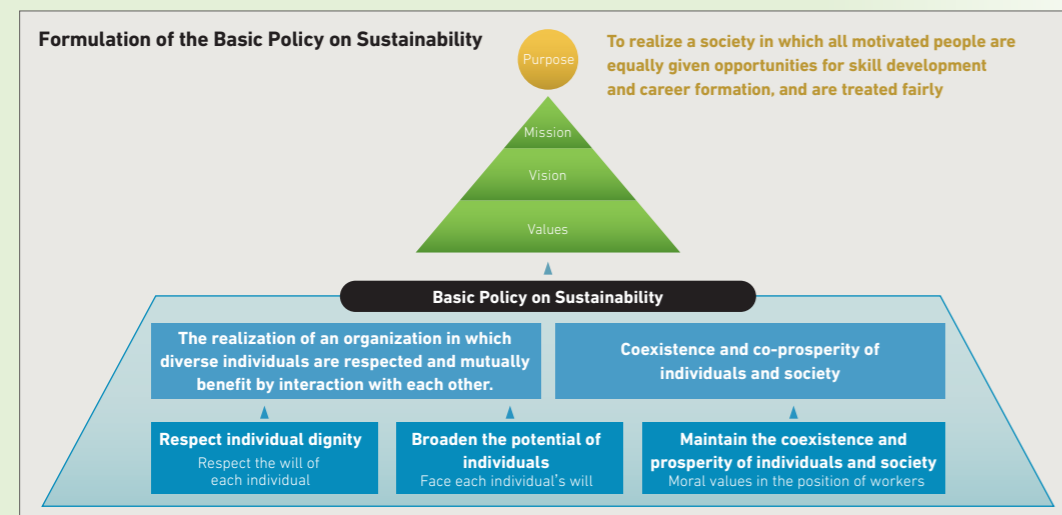 Formulation of the Basic Policy on Sustainability
Purpose
To realize a society in which all motivated people are
equally given opportunities for skill development
and career formation, and are treated fairly
Mission
Vision
Values
Basic Policy on Sustainability
The realization of an organization in which
diverse individuals are respected and mutually
benefit by interaction with each other.
Coexistence and co-prosperity of
individuals and society
Respect individual dignity
Respect the will of
each individual
Broaden the potential of
individuals
Face each individual's will
Maintain the coexistence and
prosperity of individuals and society
Moral values in the position of workers